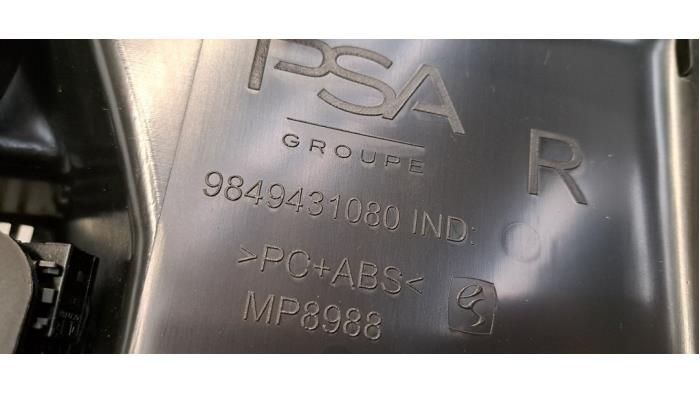 PSA
GROUPE
R
9849431080 IND:
>PC+ABS<
MP8988